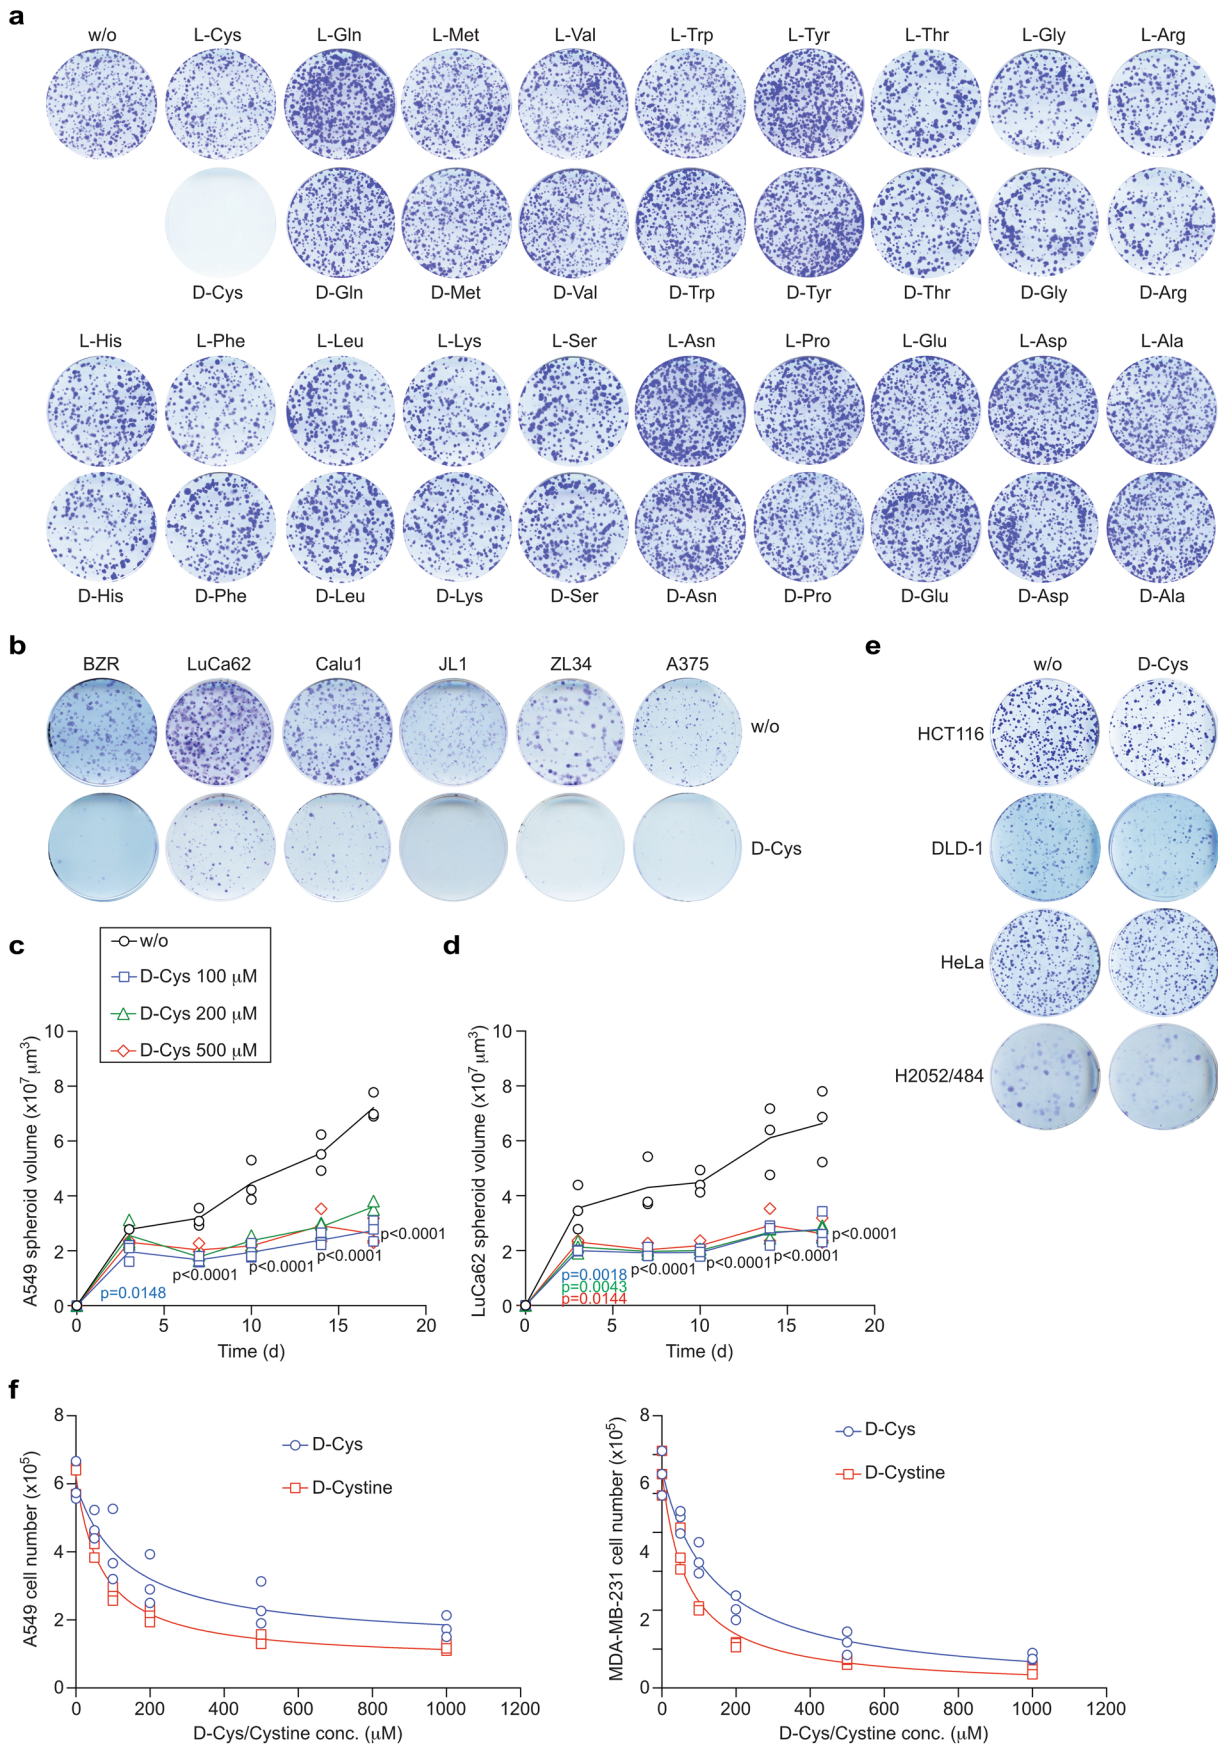 a
w/o L-Cys L-Gln L-Met L-Val L-Trp L-Tyr L-Thr L-Gly L-Arg
D-Cys D-Gln D-Met D-Val D-Trp D-Tyr D-Thr D-Gly D-Arg
L-His L-Phe L-Leu L-Lys L-Ser L-Asn L-Pro L-Glu L-Asp L-Ala
D-His D-Phe D-Leu D-Lys D-Ser D-Asn D-Pro D-Glu D-Asp D-Ala
b
BZR LuCa62 Calu1 JL1 ZL34 A375
w/o
D-Cys
e
w/o D-Cys
HCT116
DLD-1
HeLa
H2052/484
c
w/o
D-Cys 100 μM
D-Cys 200 μM
D-Cys 500 μM
A549 spheroid volume (x10⁷ μm³)
10
8
6
4
2
0
p=0.0148
p<0.0001
p<0.0001
p<0.0001
p<0.0001
0 5 10 15 20
Time (d)
d
LuCa62 spheroid volume (x10⁷ μm³)
10
8
6
4
2
0
p=0.0018
p=0.0043
p=0.0144
p<0.0001
p<0.0001
p<0.0001
p<0.0001
0 5 10 15 20
Time (d)
f
A549 cell number (x10⁵)
8
6
4
2
0
D-Cys
D-Cystine
0 200 400 600 800 1000 1200
D-Cys/Cystine conc. (μM)
MDA-MB-231 cell number (x10⁵)
8
6
4
2
0
D-Cys
D-Cystine
0 200 400 600 800 1000 1200
D-Cys/Cystine conc. (μM)